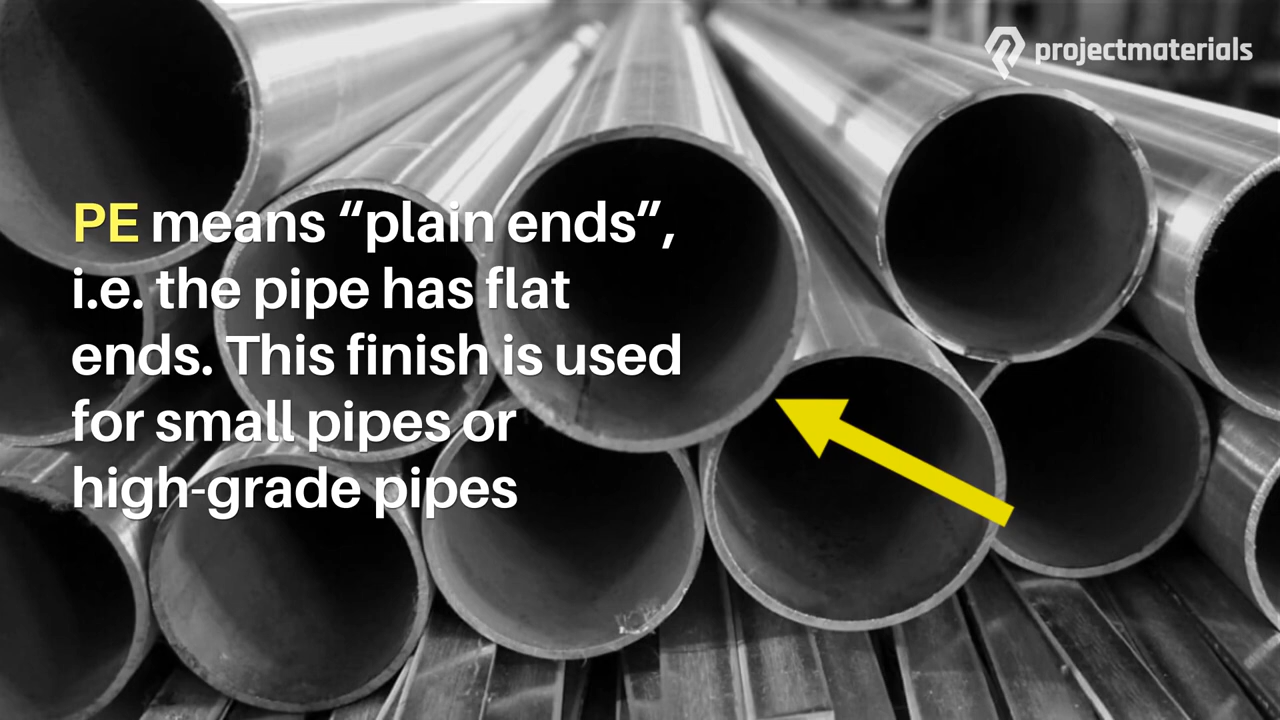 projectmaterials
PE means “plain ends”,
i.e. the pipe has flat
ends. This finish is used
for small pipes or
high-grade pipes